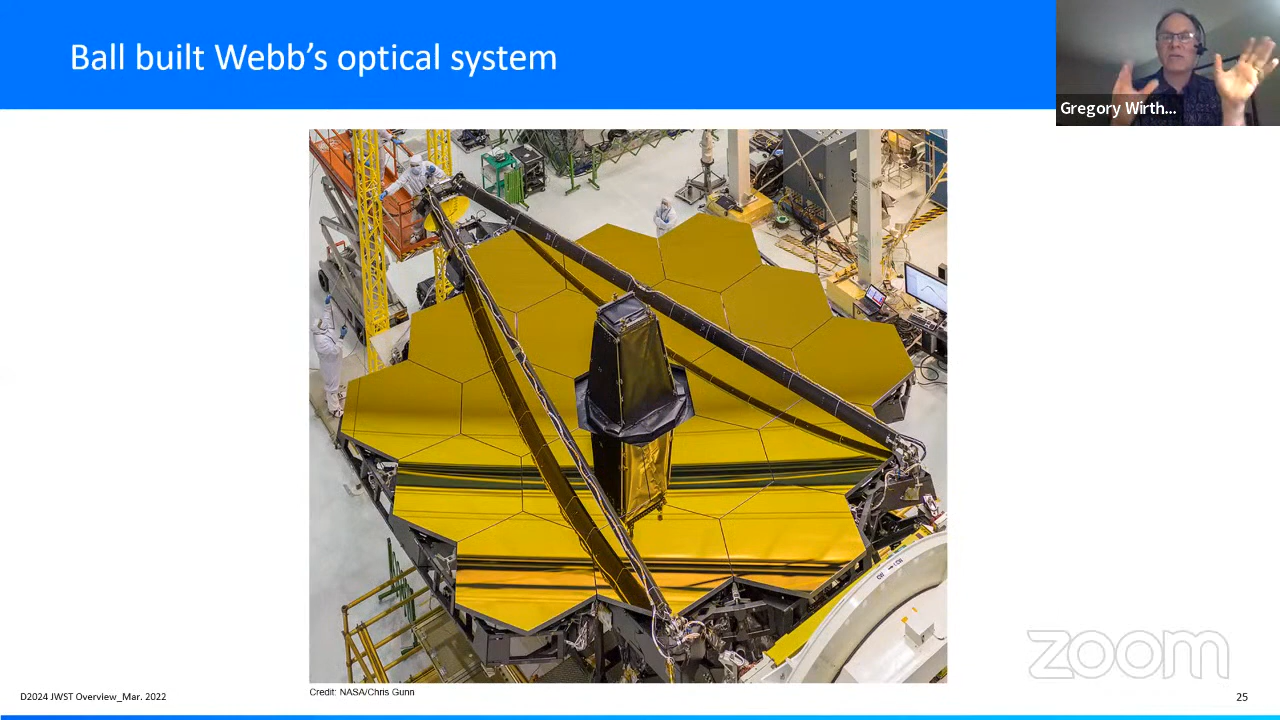 Ball built Webb’s optical system
Gregory Wirth...
Credit: NASA/Chris Gunn
zoom
D2024 JWST Overview_Mar. 2022
25